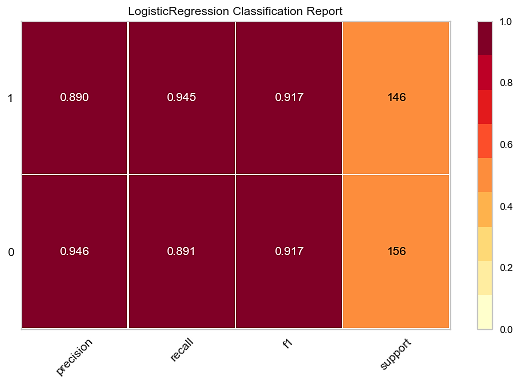 LogisticRegression Classification Report
1 0.890 0.945 0.917 146
0 0.946 0.891 0.917 156
precision recall f1 support
1.0
0.8
0.6
0.4
0.2
0.0